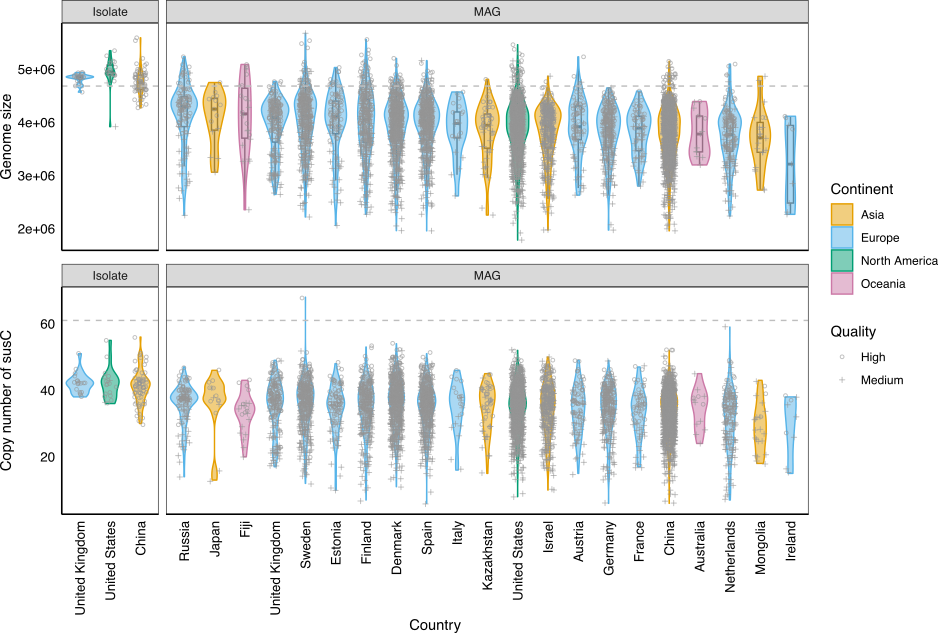 Isolate
MAG
Genome size
5e+06
4e+06
3e+06
2e+06
Isolate
MAG
Copy number of susC
60
40
20
United Kingdom
United States
China
Russia
Japan
Fiji
United Kingdom
Sweden
Estonia
Finland
Denmark
Spain
Italy
Kazakhstan
United States
Israel
Austria
Germany
France
China
Australia
Netherlands
Mongolia
Ireland
Country
Continent
Asia
Europe
North America
Oceania
Quality
High
Medium